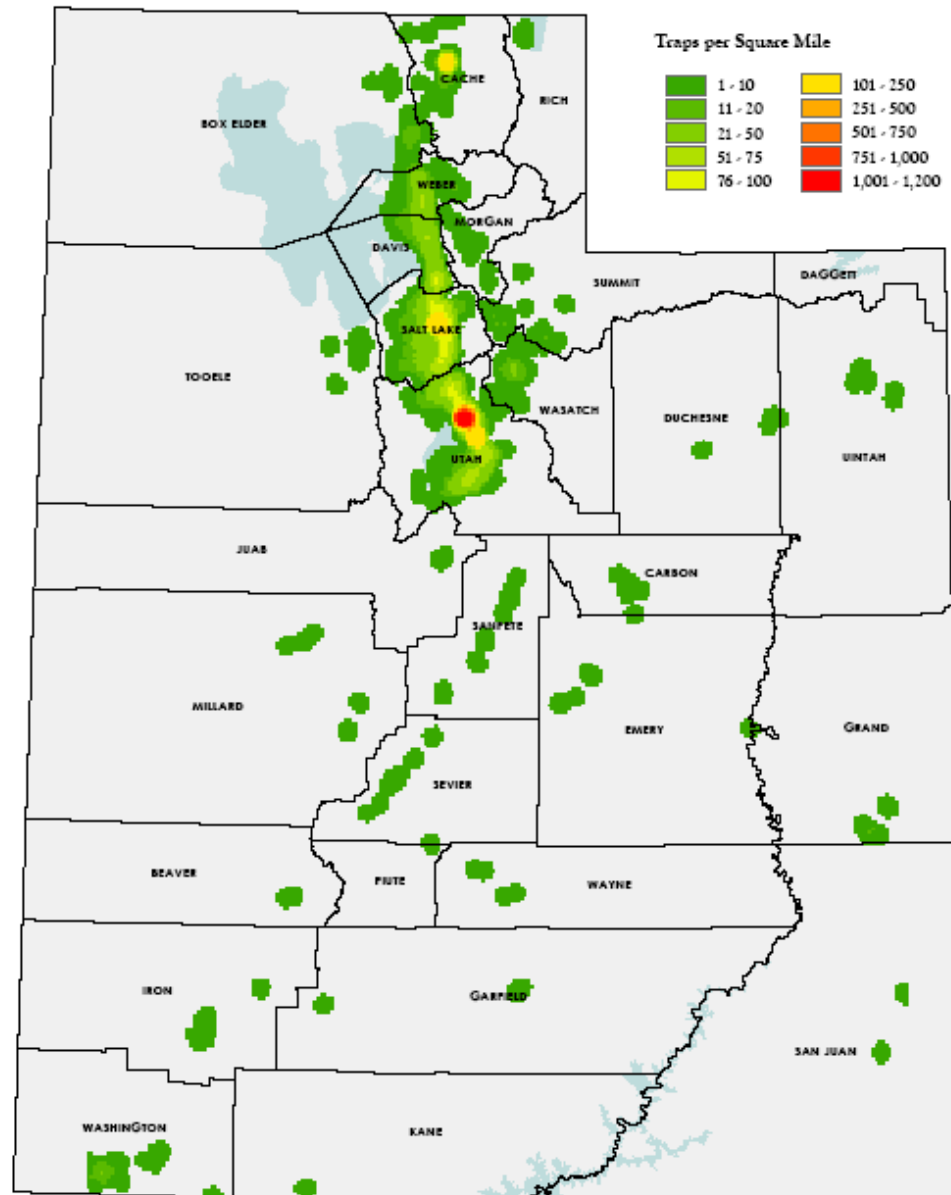 Traps per Square Mile
1 - 10
101 - 250
11 - 20
251 - 500
21 - 50
501 - 750
51 - 75
751 - 1,000
76 - 100
1,001 - 1,200
CACHE
RICH
BOX ELDER
WEBER
MORGAN
DAVIS
SUMMIT
DAGGETT
SALT LAKE
TOOELE
WASATCH
DUCHESNE
UINTAH
UTAH
JUAB
CARBON
SANPETE
MILLARD
EMERY
GRAND
SEVIER
BEAVER
PIUTE
WAYNE
IRON
GARFIELD
SAN JUAN
WASHINGTON
KANE